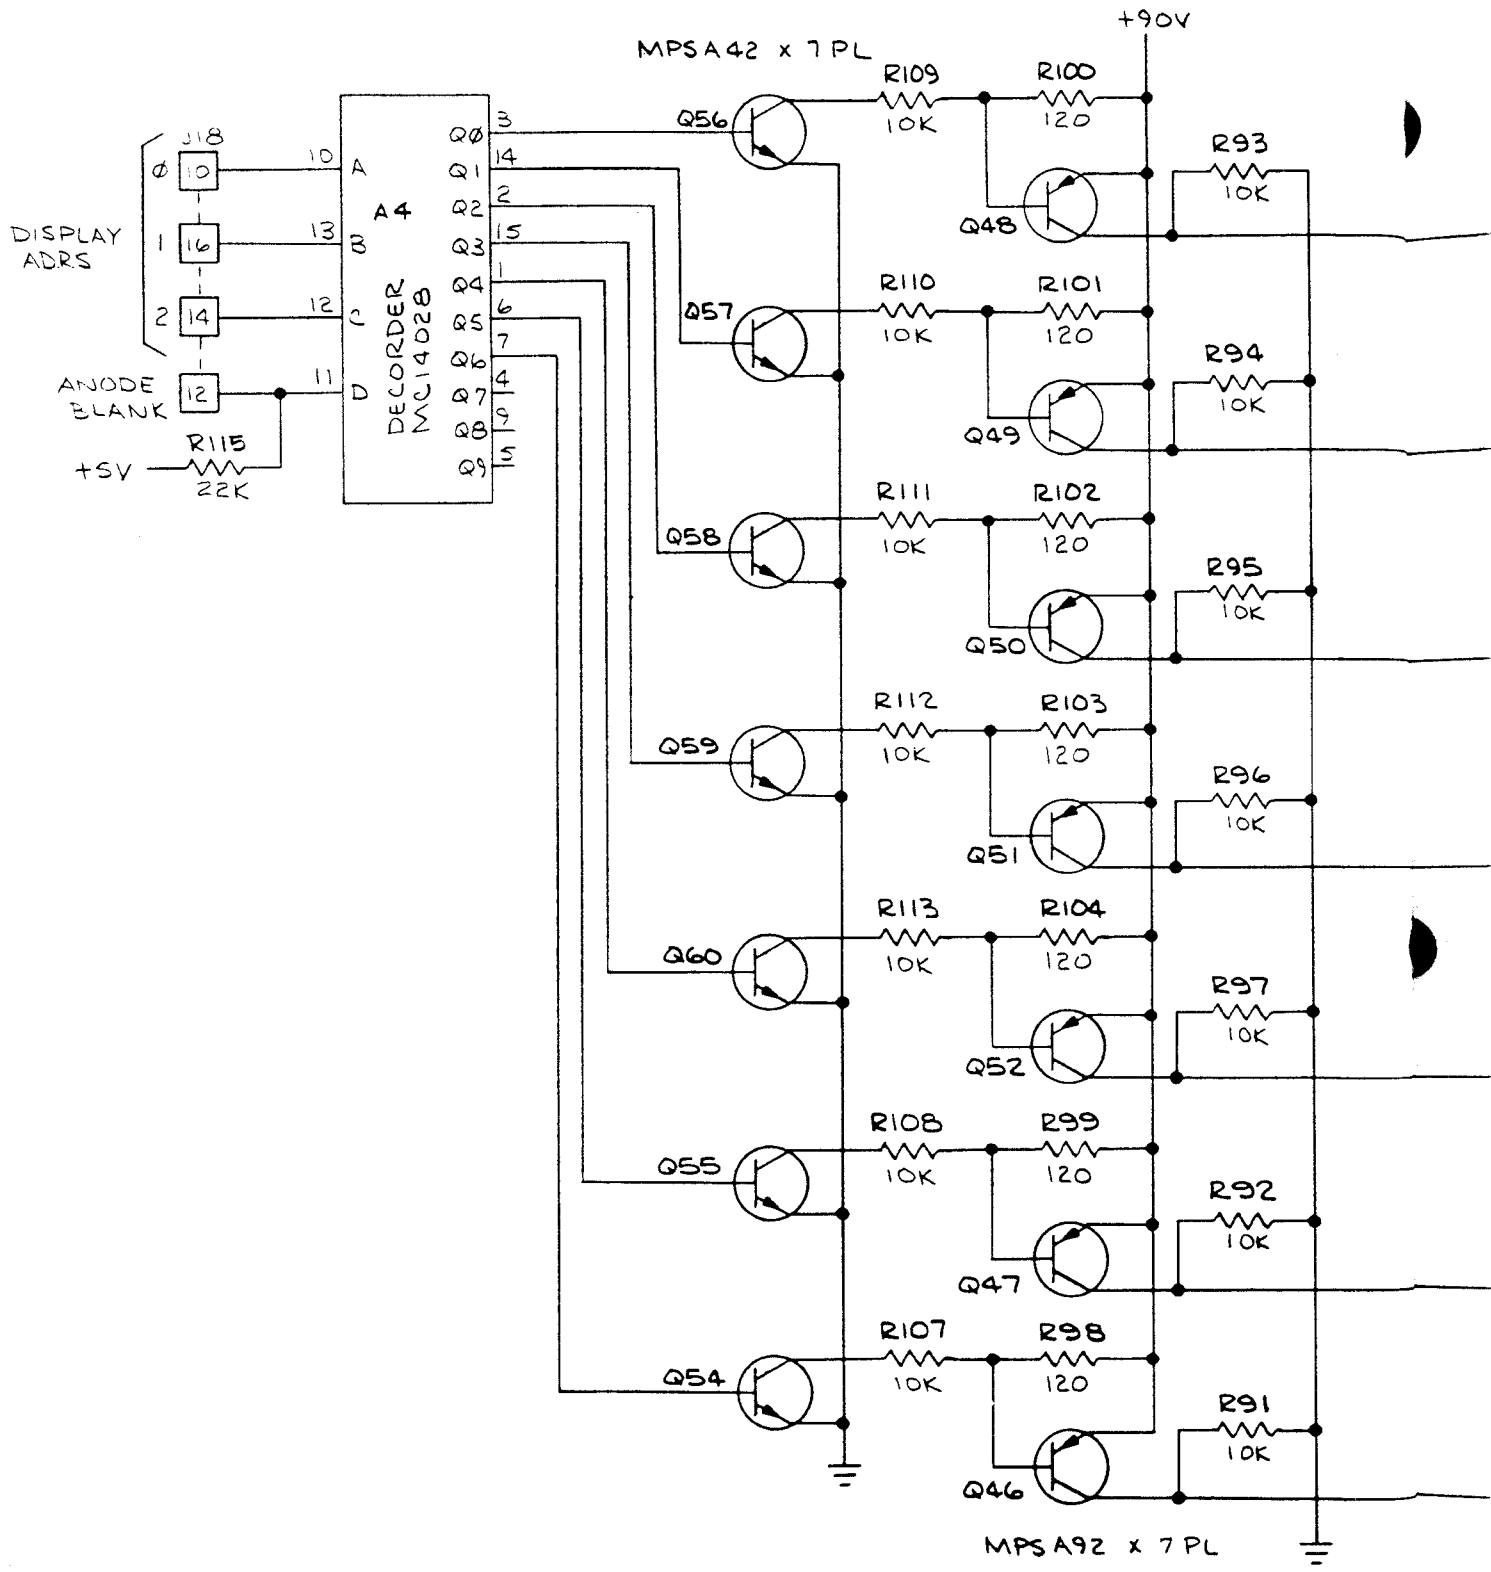 +90V
MPSA42 x 7 PL
R109
10K
R100
120
Q56
J18
DISPLAY
ADRS
Ø 10
1 16
2 14
ANODE
BLANK
12
R115
22K
+5V
10 A
13 B
12 C
11 D
A4
DECORDER
MC14028
QØ 3
Q1 14
Q2 2
Q3 15
Q4 1
Q5 6
Q6 7
Q7 4
Q8 9
Q9 5
Q48
R93
10K
Q57
R110
10K
R101
120
Q49
R94
10K
Q58
R111
10K
R102
120
Q50
R95
10K
Q59
R112
10K
R103
120
Q51
R96
10K
Q60
R113
10K
R104
120
Q52
R97
10K
Q55
R108
10K
R99
120
Q47
R92
10K
Q54
R107
10K
R98
120
Q46
R91
10K
MPSA92 x 7 PL